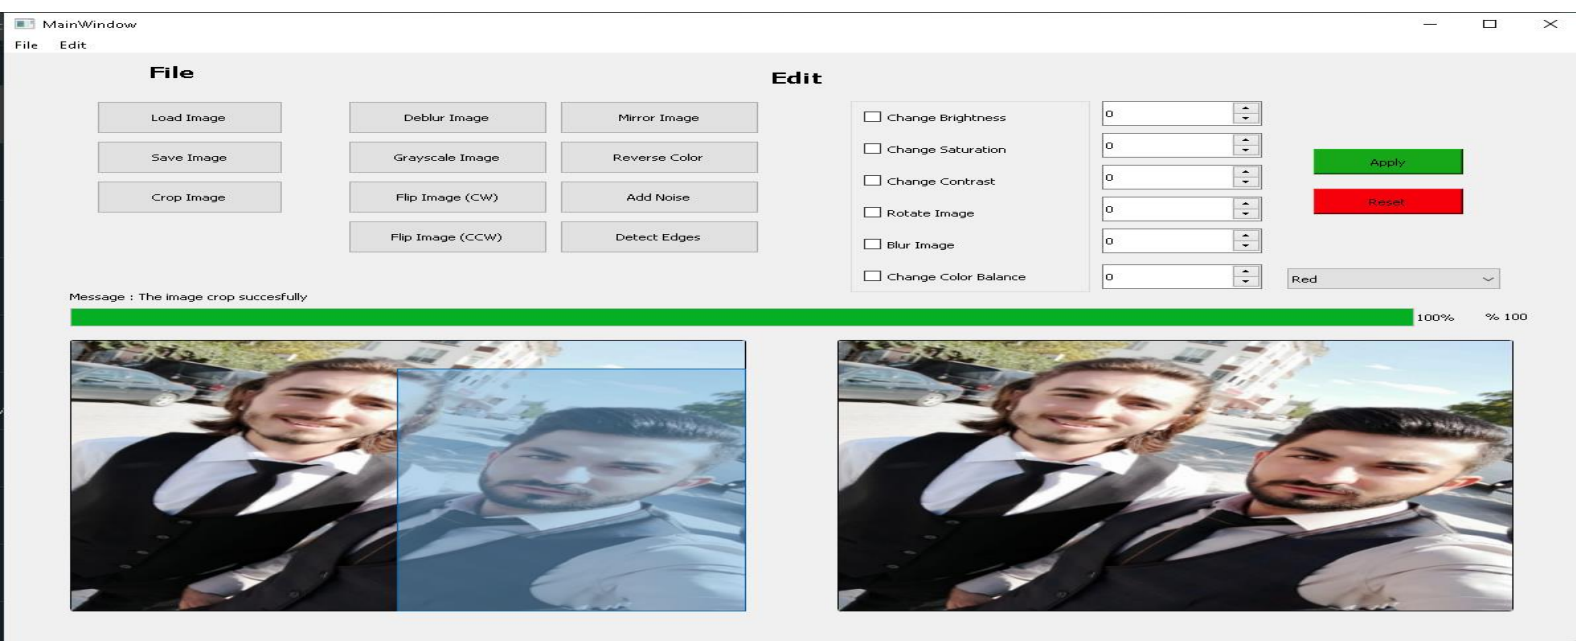 MainWindow
File Edit
File
Edit
Load Image
Save Image
Crop Image
Deblur Image
Mirror Image
Grayscale Image
Reverse Color
Flip Image (CW)
Add Noise
Flip Image (CCW)
Detect Edges
Change Brightness 0
Change Saturation 0
Change Contrast 0
Rotate Image 0
Blur Image 0
Change Color Balance 0
Red
Apply
Reset
Message : The image crop succesfully
100% % 100